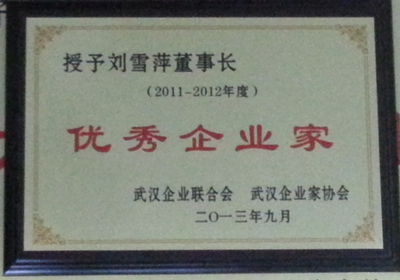 授予刘雪萍董事长
(2011-2012年度)
优秀企业家
武汉企业联合会 武汉企业家协会
二〇一三年九月